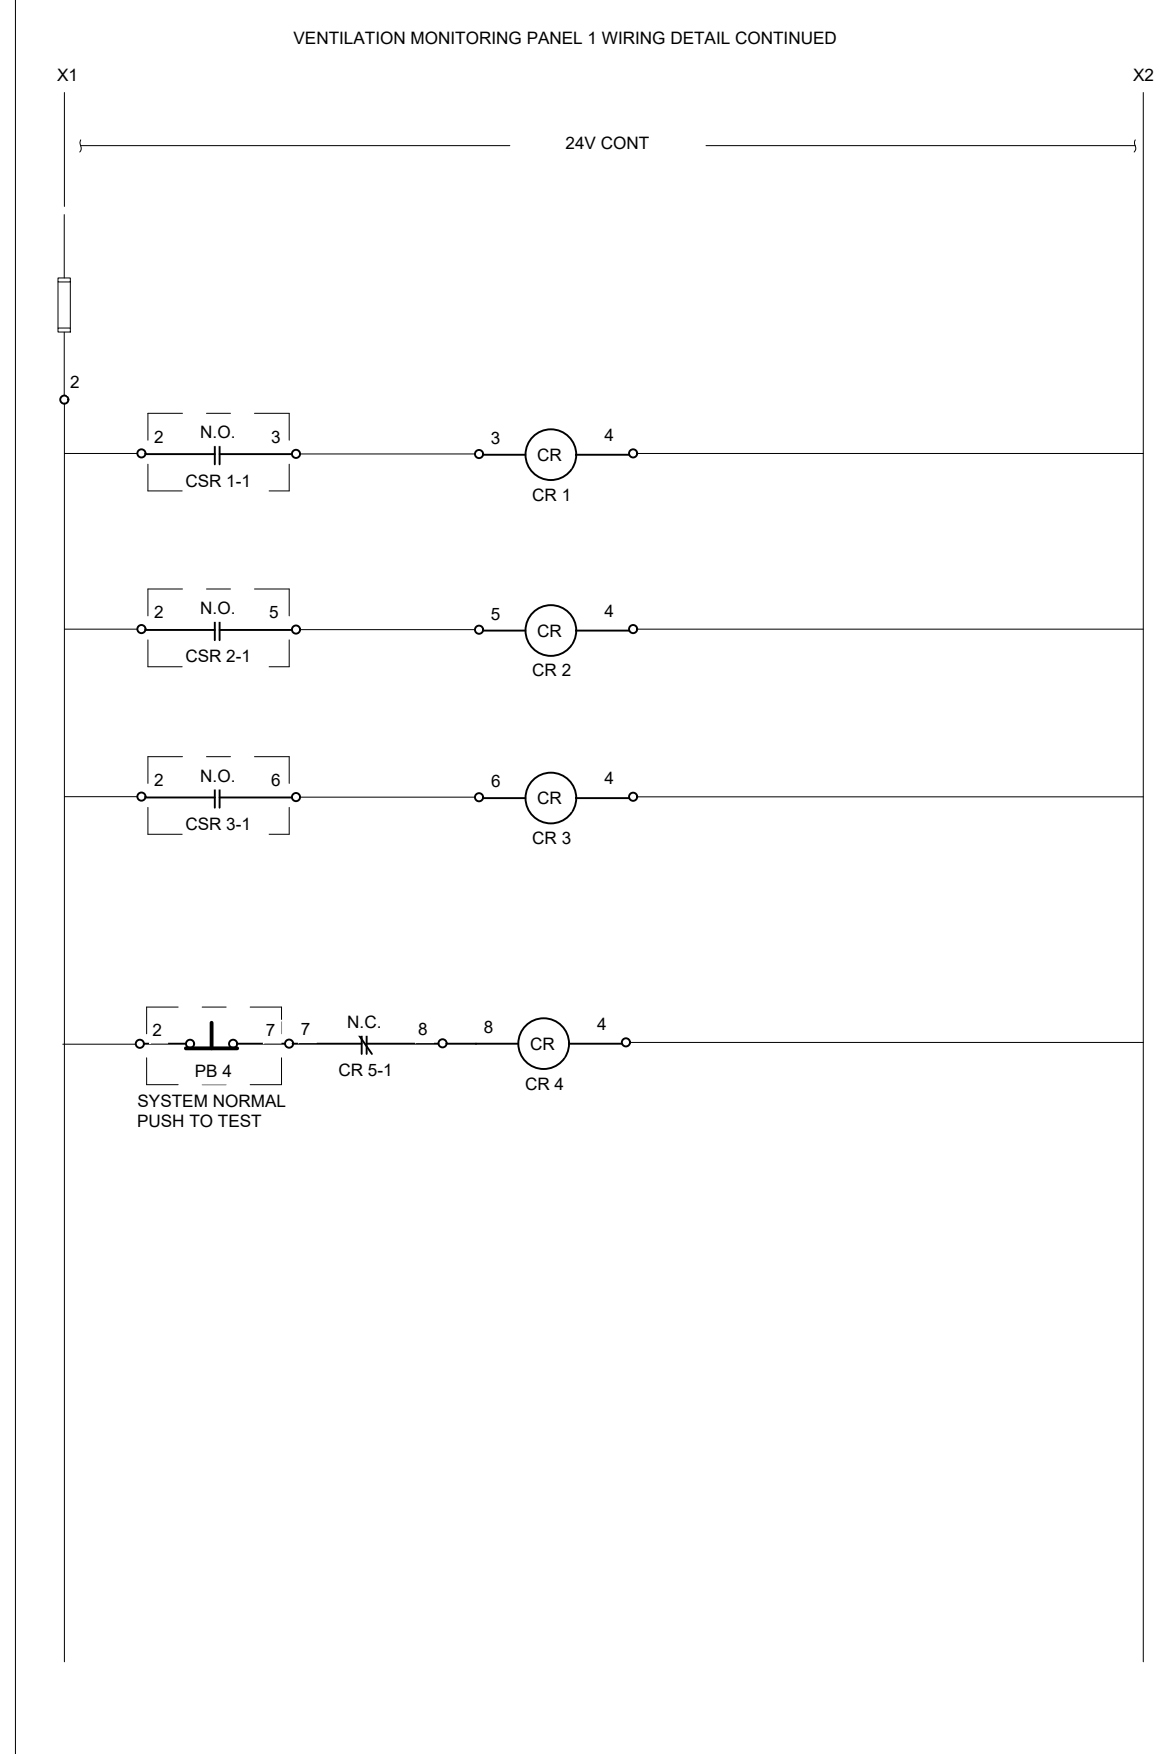 VENTILATION MONITORING PANEL 1 WIRING DETAIL CONTINUED
X1 X2
24V CONT
2
2 N.O. 3 3 CR 4
CSR 1-1 CR 1
2 N.O. 5 5 CR 4
CSR 2-1 CR 2
2 N.O. 6 6 CR 4
CSR 3-1 CR 3
2 7 7 N.C. 8 8 CR 4
PB 4 CR 5-1 CR 4
SYSTEM NORMAL
PUSH TO TEST